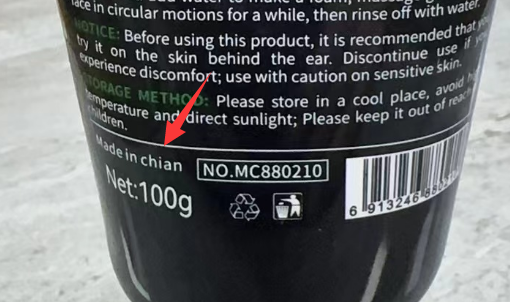 face in circular motions for a while, then rinse off with water.
NOTICE: Before using this product, it is recommended that you
try it on the skin behind the ear. Discontinue use if you
experience discomfort; use with caution on sensitive skin.
STORAGE METHOD: Please store in a cool place, avoid
temperature and direct sunlight; Please keep it out of reach
children.
Made in chian
NO.MC880210
Net:100g
6 913246